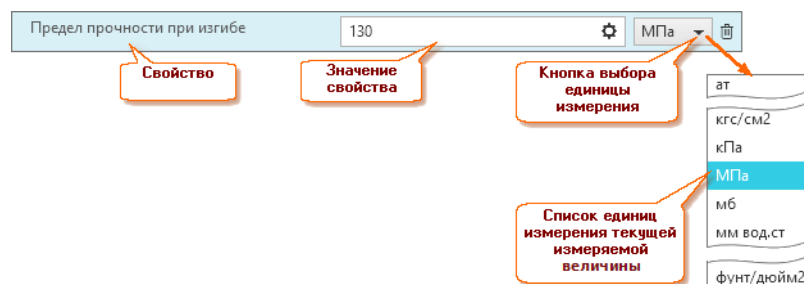 Предел прочности при изгибе 130 МПа
Свойство
Значение
свойства
Кнопка выбора
единицы
измерения
ат
кгс/см2
кПа
МПа
мб
мм вод.ст
фунт/дюйм2
Список единиц
измерения текущей
измеряемой
величины